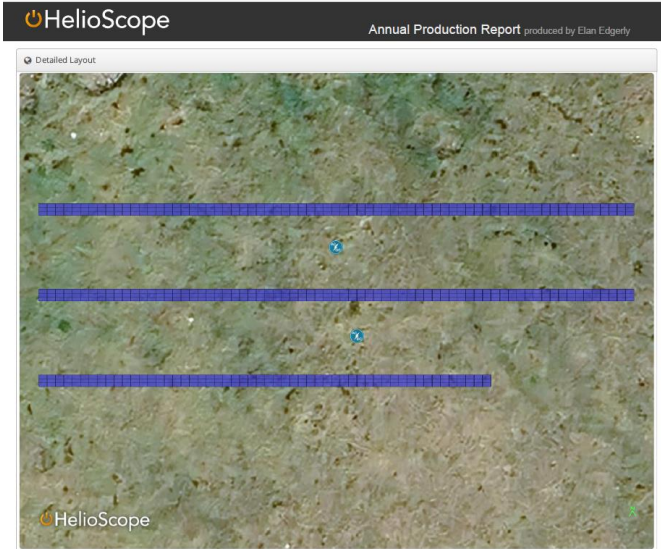 HelioScope
Annual Production Report produced by Elan Edgerly
Detailed Layout
HelioScope